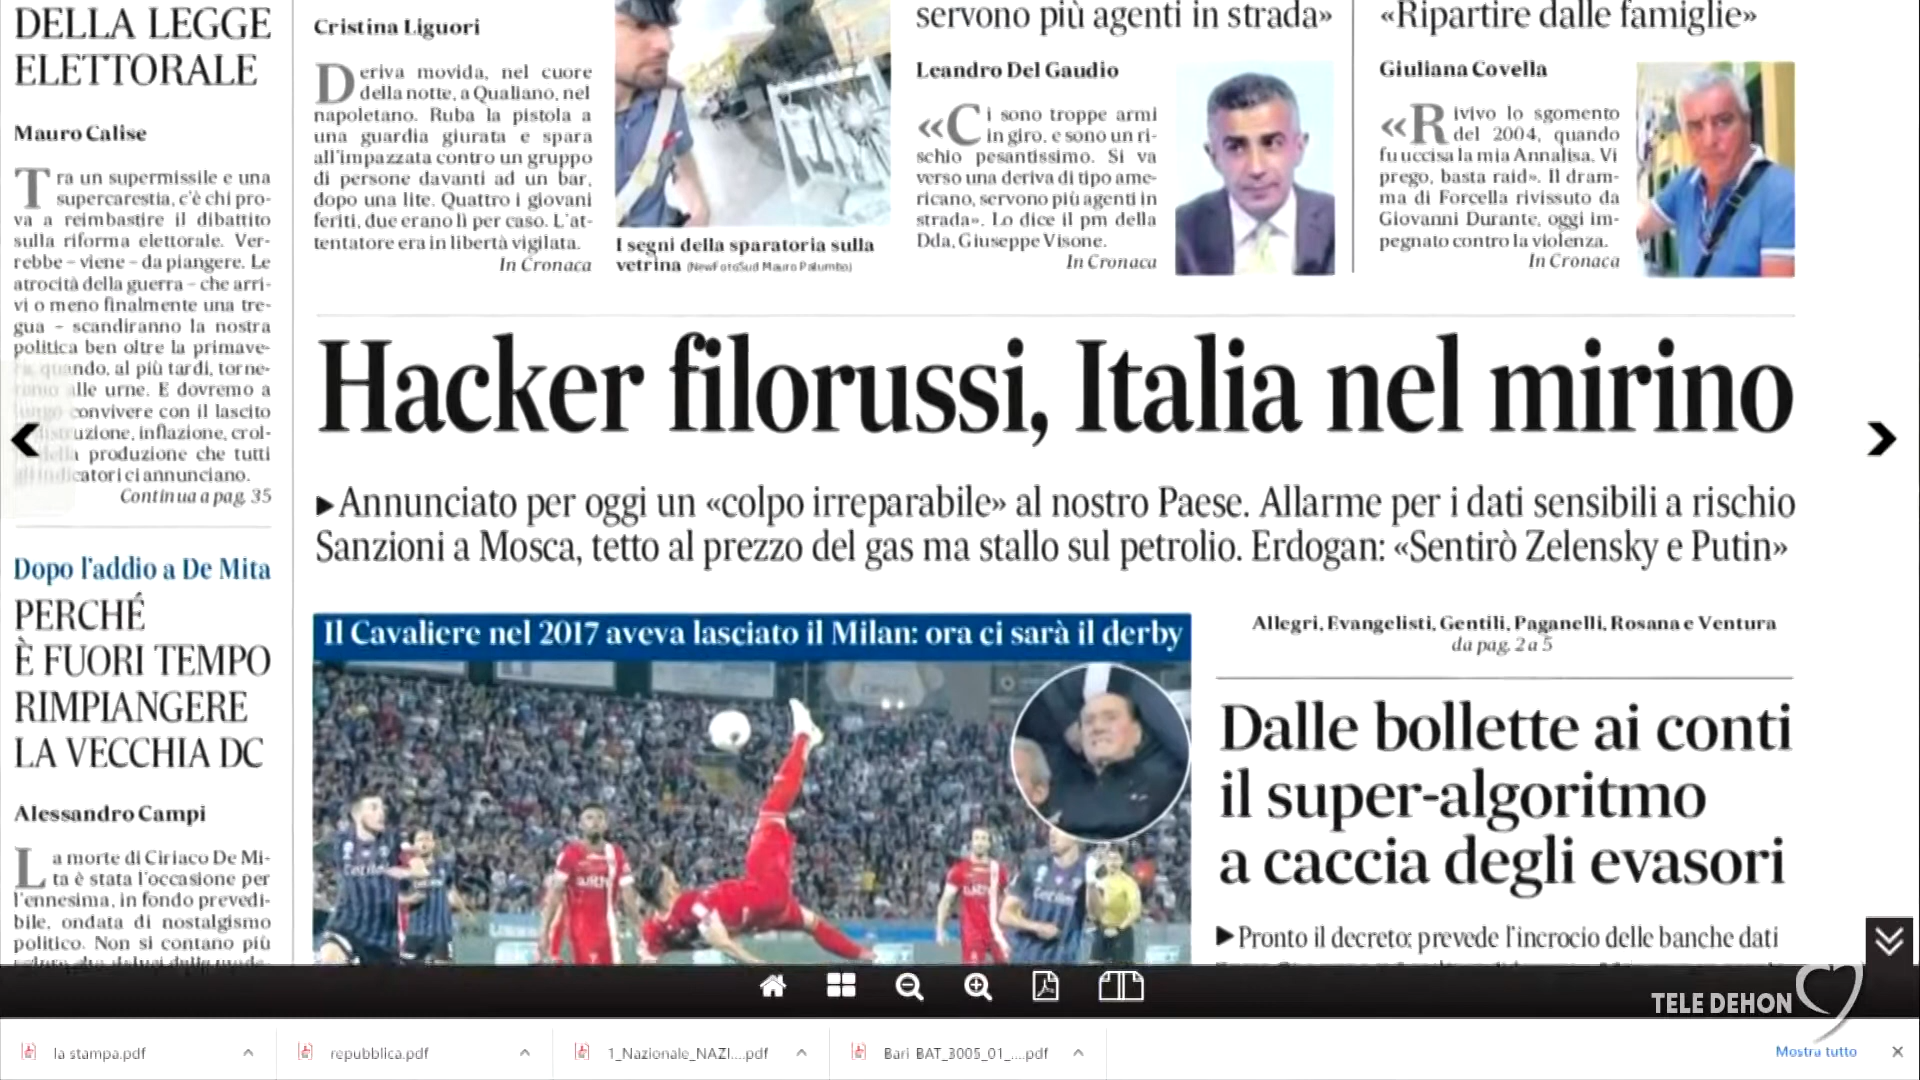 DELLA LEGGE
ELETTORALE
Mauro Calise
Tra un supermissile e una
supercarestia, c'è chi pro-
va a reimbastire il dibattito
sulla riforma elettorale. Ver-
rebbe – viene – da piangere. Le
atrocità della guerra – che arri-
vi o meno finalmente una tre-
gua – scandiranno la nostra
politica ben oltre la primave-
quando, al più tardi, torne-
alle urne. E dovremo a
convivere con il lascito
uzione, inflazione, crol-
produzione che tutti
ci annunciano.
Continua a pag. 35
Dopo l'addio a De Mita
PERCHÉ
È FUORI TEMPO
RIMPIANGERE
LA VECCHIA DC
Alessandro Campi
La morte di Ciriaco De Mi-
ta è stata l'occasione per
l'ennesima, in fondo prevedi-
bile, ondata di nostalgismo
politico. Non si contano più
Cristina Liguori
Deriva movida, nel cuore
della notte, a Qualiano, nel
napoletano. Ruba la pistola a
una guardia giurata e spara
all'impazzata contro un gruppo
di persone davanti ad un bar,
dopo una lite. Quattro i giovani
feriti, due erano lì per caso. L'at-
tentatore era in libertà vigilata.
In Cronaca
I segni della sparatoria sulla
vetrina (NewFotoSud Mauro Palumbo)
servono più agenti in strada»
Leandro Del Gaudio
«Ci sono troppe armi
in giro, e sono un ri-
schio pesantissimo. Si va
verso una deriva di tipo ame-
ricano, servono più agenti in
strada». Lo dice il pm della
Dda, Giuseppe Visone.
In Cronaca
«Ripartire dalle famiglie»
Giuliana Covella
«Rivivo lo sgomento
del 2004, quando
fu uccisa la mia Annalisa. Vi
prego, basta raid». Il dram-
ma di Forcella rivissuto da
Giovanni Durante, oggi im-
pegnato contro la violenza.
In Cronaca
Hacker filorussi, Italia nel mirino
▶Annunciato per oggi un «colpo irreparabile» al nostro Paese. Allarme per i dati sensibili a rischio
Sanzioni a Mosca, tetto al prezzo del gas ma stallo sul petrolio. Erdogan: «Sentirò Zelensky e Putin»
Il Cavaliere nel 2017 aveva lasciato il Milan: ora ci sarà il derby
Allegri, Evangelisti, Gentili, Paganelli, Rosana e Ventura
da pag. 2 a 5
Dalle bollette ai conti
il super-algoritmo
a caccia degli evasori
▶Pronto il decreto: prevede l'incrocio delle banche dati
TELE DEHON
la stampa.pdf
repubblica.pdf
1_Nazionale_NAZI....pdf
Bari BAT_3005_01_....pdf
Mostra tutto